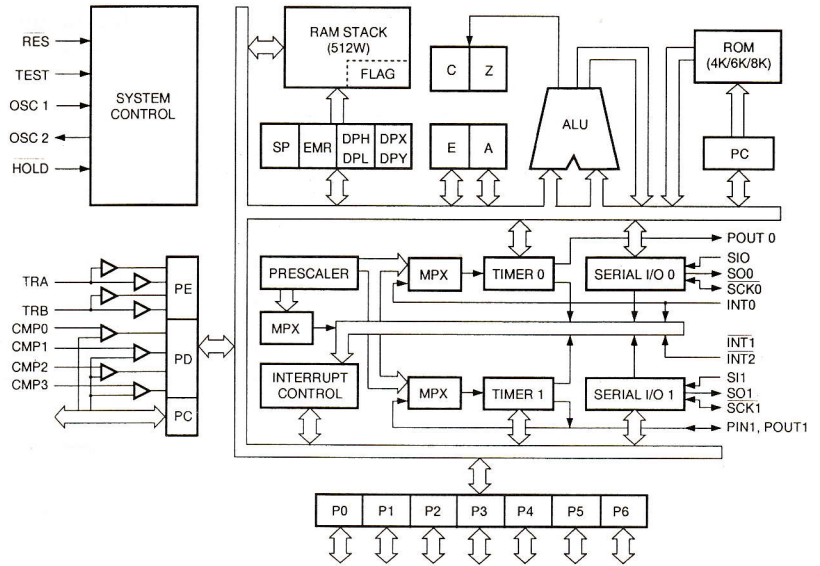 RES
TEST
OSC 1
OSC 2
HOLD
SYSTEM
CONTROL
RAM STACK
(512W)
FLAG
SP
EMR
DPH
DPL
DPX
DPY
C
Z
E
A
ALU
ROM
(4K/6K/8K)
PC
TRA
TRB
CMP0
CMP1
CMP2
CMP3
PE
PD
PC
PRESCALER
MPX
INTERRUPT
CONTROL
MPX
TIMER 0
SERIAL I/O 0
MPX
TIMER 1
SERIAL I/O 1
POUT 0
SIO
SO0
SCK0
INT0
INT1
INT2
SI1
SO1
SCK1
PIN1, POUT1
P0
P1
P2
P3
P4
P5
P6